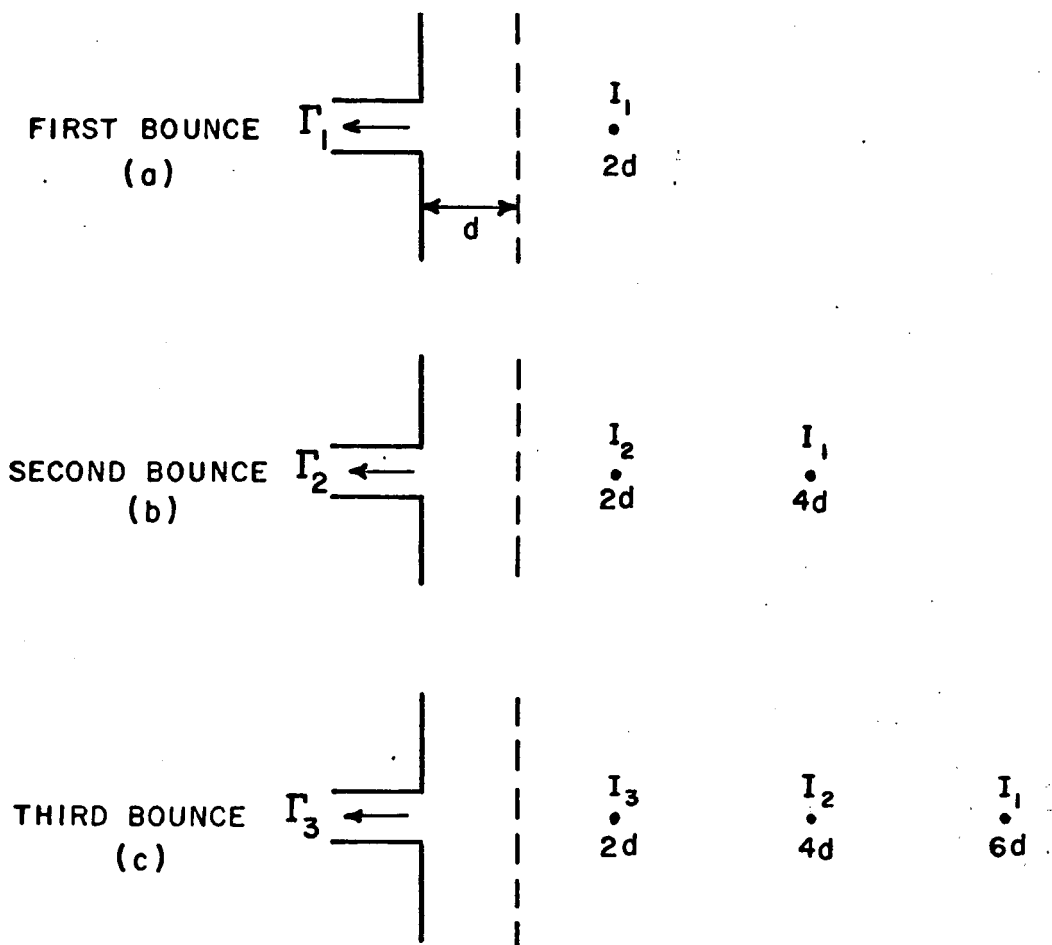 I₁
FIRST BOUNCE Γ₁
(a) 2d
d
I₂ I₁
SECOND BOUNCE Γ₂
(b) 2d 4d
I₃ I₂ I₁
THIRD BOUNCE Γ₃
(c) 2d 4d 6d